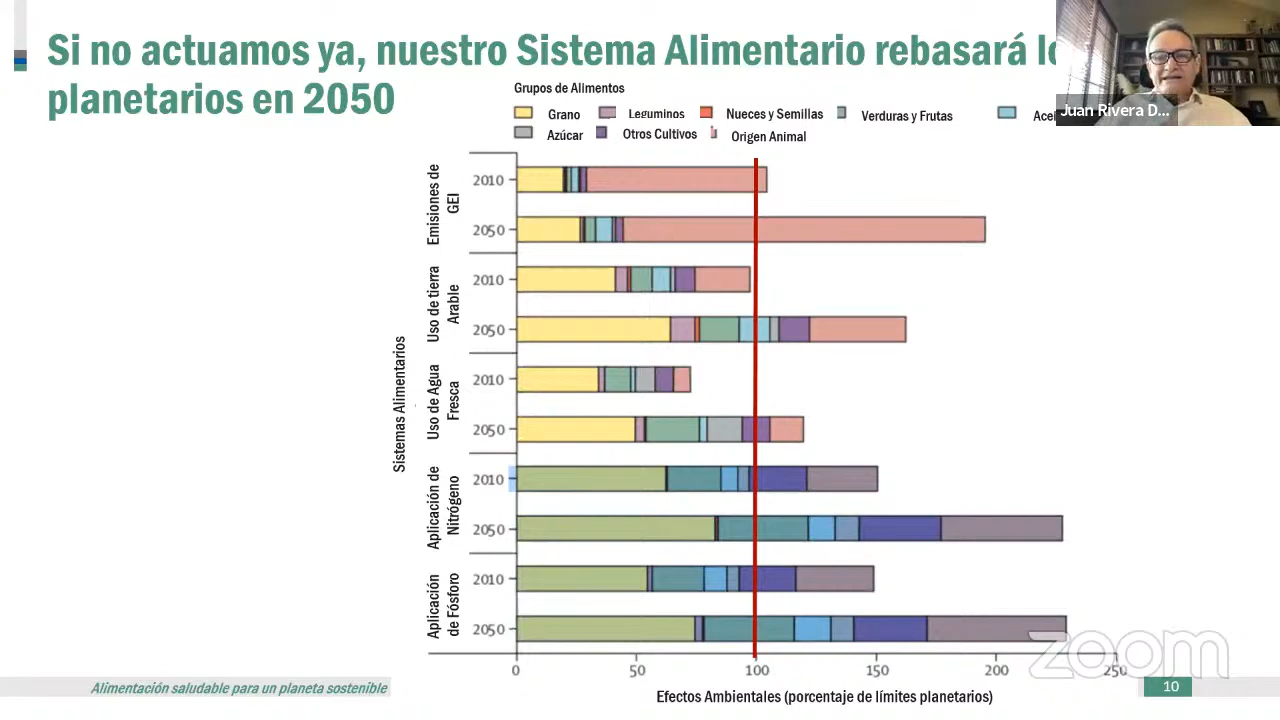 Si no actuamos ya, nuestro Sistema Alimentario rebasará
planetarios en 2050
Juan Rivera D...
Grupos de Alimentos
Grano
Leguminos
Nueces y Semillas
Verduras y Frutas
Azúcar
Otros Cultivos
Origen Animal
Sistemas Alimentarios
Emisiones de
GEI
2010
2050
Uso de tierra
Arable
2010
2050
Uso de Agua
Fresca
2010
2050
Aplicación de
Nitrógeno
2010
2050
Aplicación
de Fósforo
2010
2050
0 50 100 150 200 250
Efectos Ambientales (porcentaje de límites planetarios)
zoom
Alimentación saludable para un planeta sostenible
10